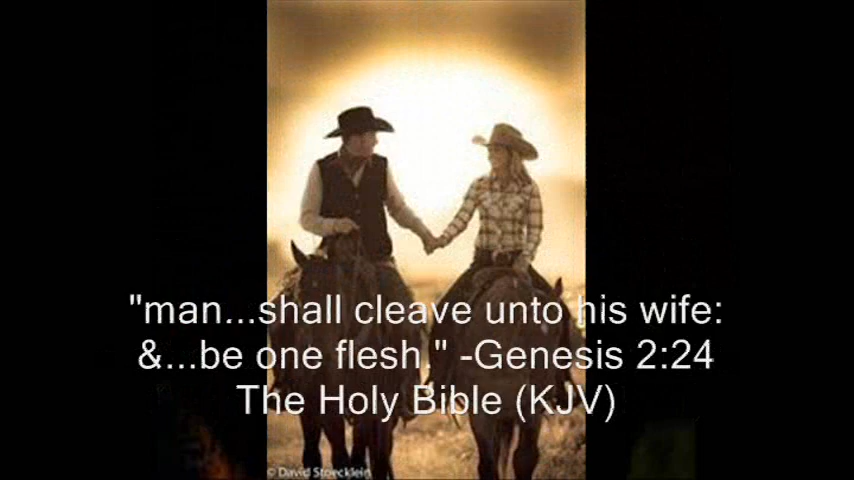 "man...shall cleave unto his wife:
&...be one flesh." -Genesis 2:24
The Holy Bible (KJV)
© David Stoecklein